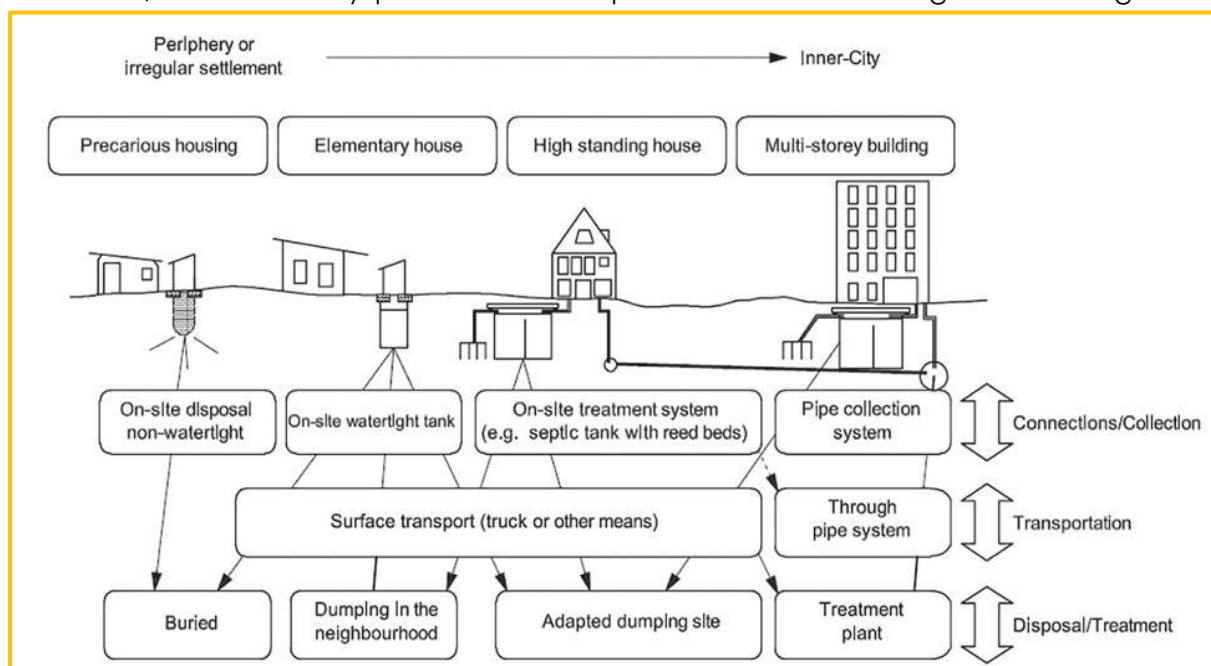 Periphery or
irregular settlement
Inner-City
Precarious housing
Elementary house
High standing house
Multi-storey building
On-site disposal
non-watertight
On-site watertight tank
On-site treatment system
(e.g. septic tank with reed beds)
Pipe collection
system
Connections/Collection
Surface transport (truck or other means)
Through
pipe system
Transportation
Buried
Dumping in the
neighbourhood
Adapted dumping site
Treatment
plant
Disposal/Treatment